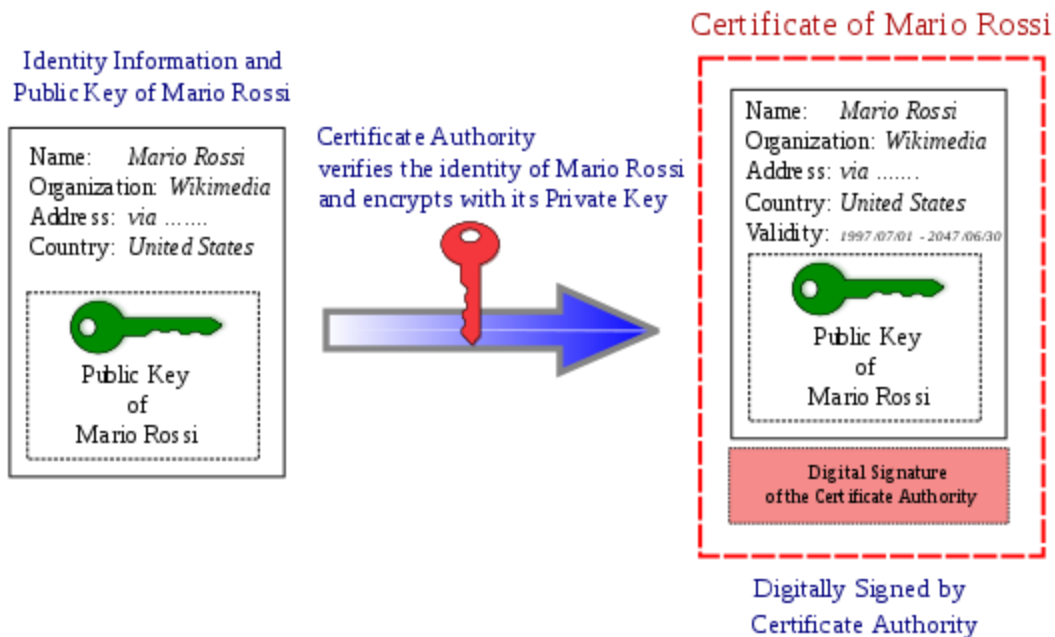 Identity Information and
Public Key of Mario Rossi
Name: Mario Rossi
Organization: Wikimedia
Address: via .......
Country: United States
Public Key
of
Mario Rossi
Certificate Authority
verifies the identity of Mario Rossi
and encrypts with its Private Key
Certificate of Mario Rossi
Name: Mario Rossi
Organization: Wikimedia
Address: via .......
Country: United States
Validity: 1997/07/01 - 2047/06/30
Public Key
of
Mario Rossi
Digital Signature
of the Certificate Authority
Digitally Signed by
Certificate Authority